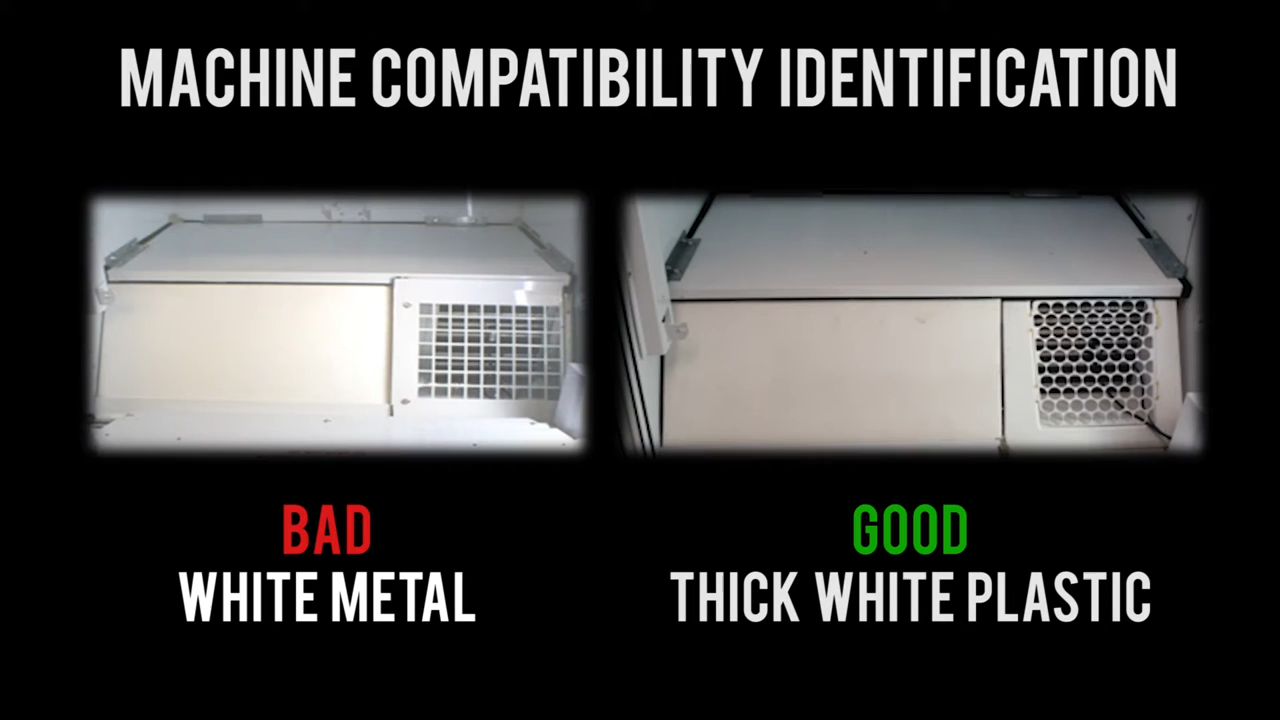 MACHINE COMPATIBILITY IDENTIFICATION
BAD
WHITE METAL
GOOD
THICK WHITE PLASTIC